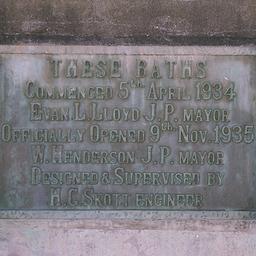 THESE BATHS
COMMENCED 5th APRIL 1934
EVAN L. LLOYD J.P. MAYOR
OFFICIALLY OPENED 9th NOV. 1935
W. HENDERSON J.P. MAYOR
DESIGNED & SUPERVISED BY
H.C. SKOTT ENGINEER